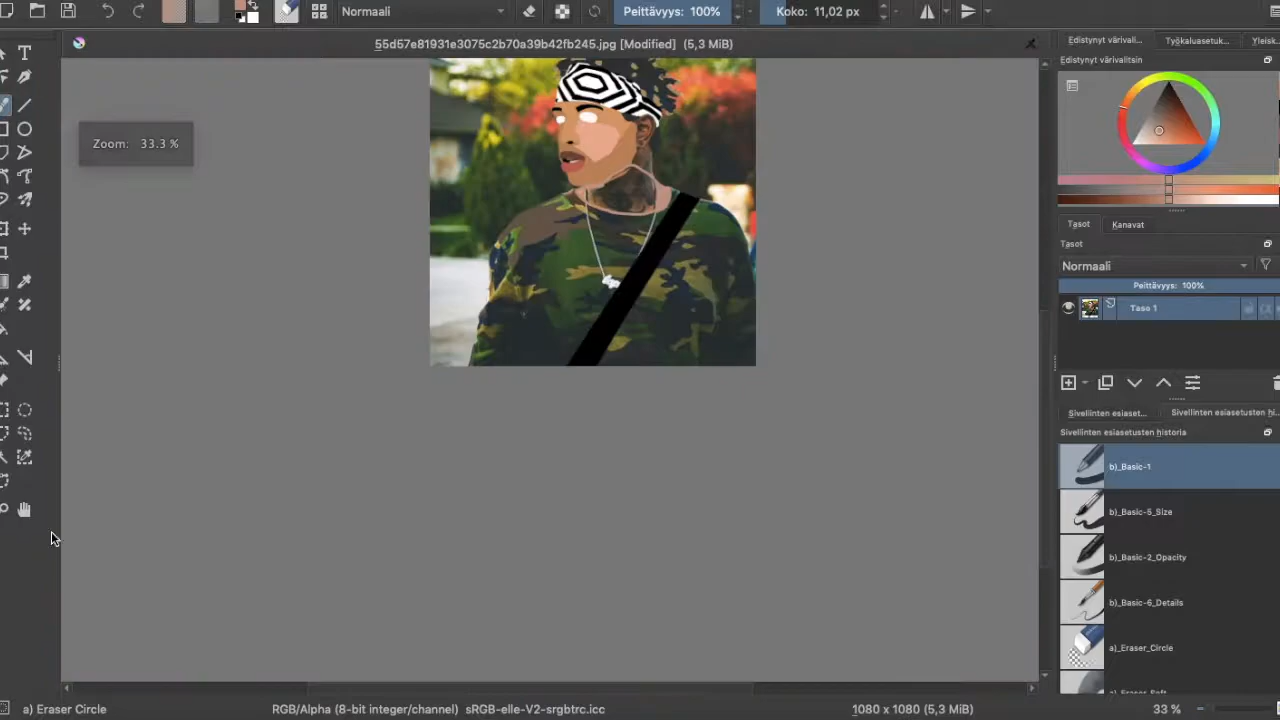 Normaali
Peittävyys: 100%
Koko: 11,02 px
55d57e81931e3075c2b70a39b42fb245.jpg [Modified] (5,3 MiB)
Edistynyt värivali...
Työkaluasetuk...
Yleisk
Edistynyt värivalitsin
Zoom: 33.3 %
Tasot
Kanavat
Tasot
Normaali
Peittävyys: 100%
Taso 1
Sivellinten esiaset...
Sivellinten esiasetusten hi...
Sivellinten esiasetusten historia
b)_Basic-1
b)_Basic-5_Size
b)_Basic-2_Opacity
b)_Basic-6_Details
a)_Eraser_Circle
a)_Eraser_Soft
a) Eraser Circle
RGB/Alpha (8-bit integer/channel) sRGB-elle-V2-srgbtrc.icc
1080 x 1080 (5,3 MiB)
33 %